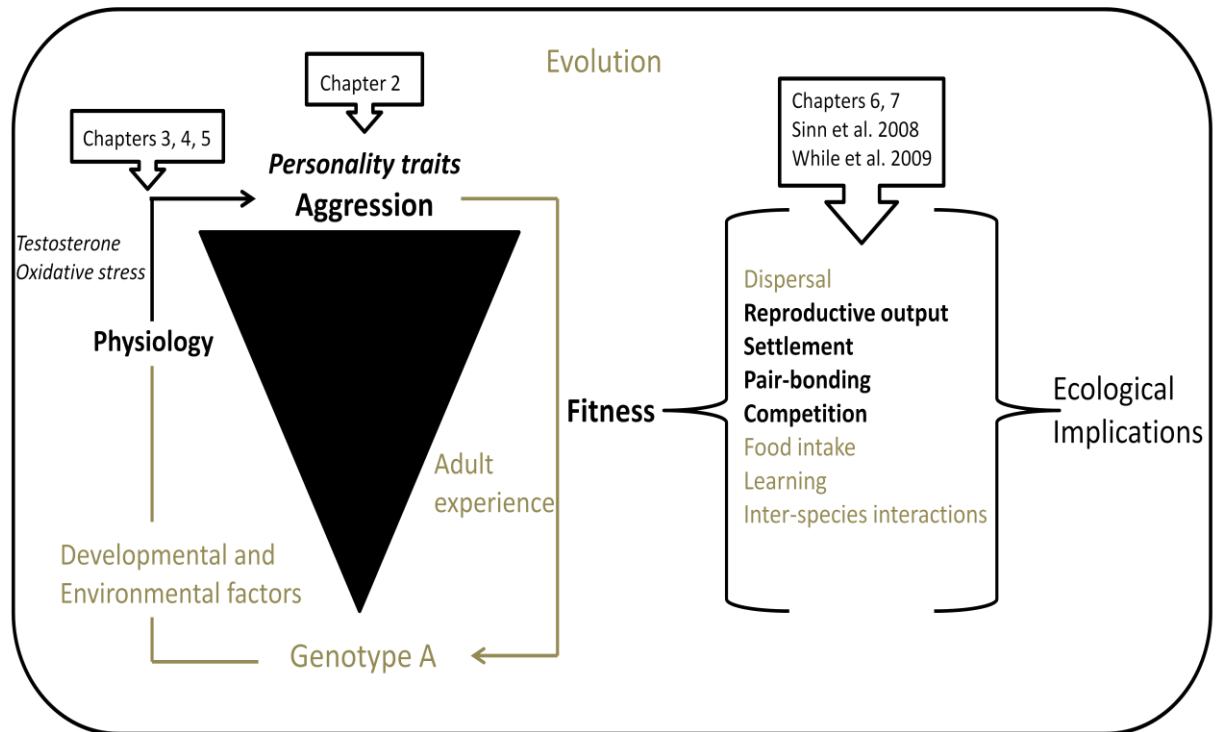 Evolution
Chapter 2
Chapters 3, 4, 5
Personality traits
Aggression
Testosterone
Oxidative stress
Physiology
Developmental and
Environmental factors
Genotype A
Adult
experience
Fitness
Chapters 6, 7
Sinn et al. 2008
While et al. 2009
Dispersal
Reproductive output
Settlement
Pair-bonding
Competition
Food intake
Learning
Inter-species interactions
Ecological
Implications